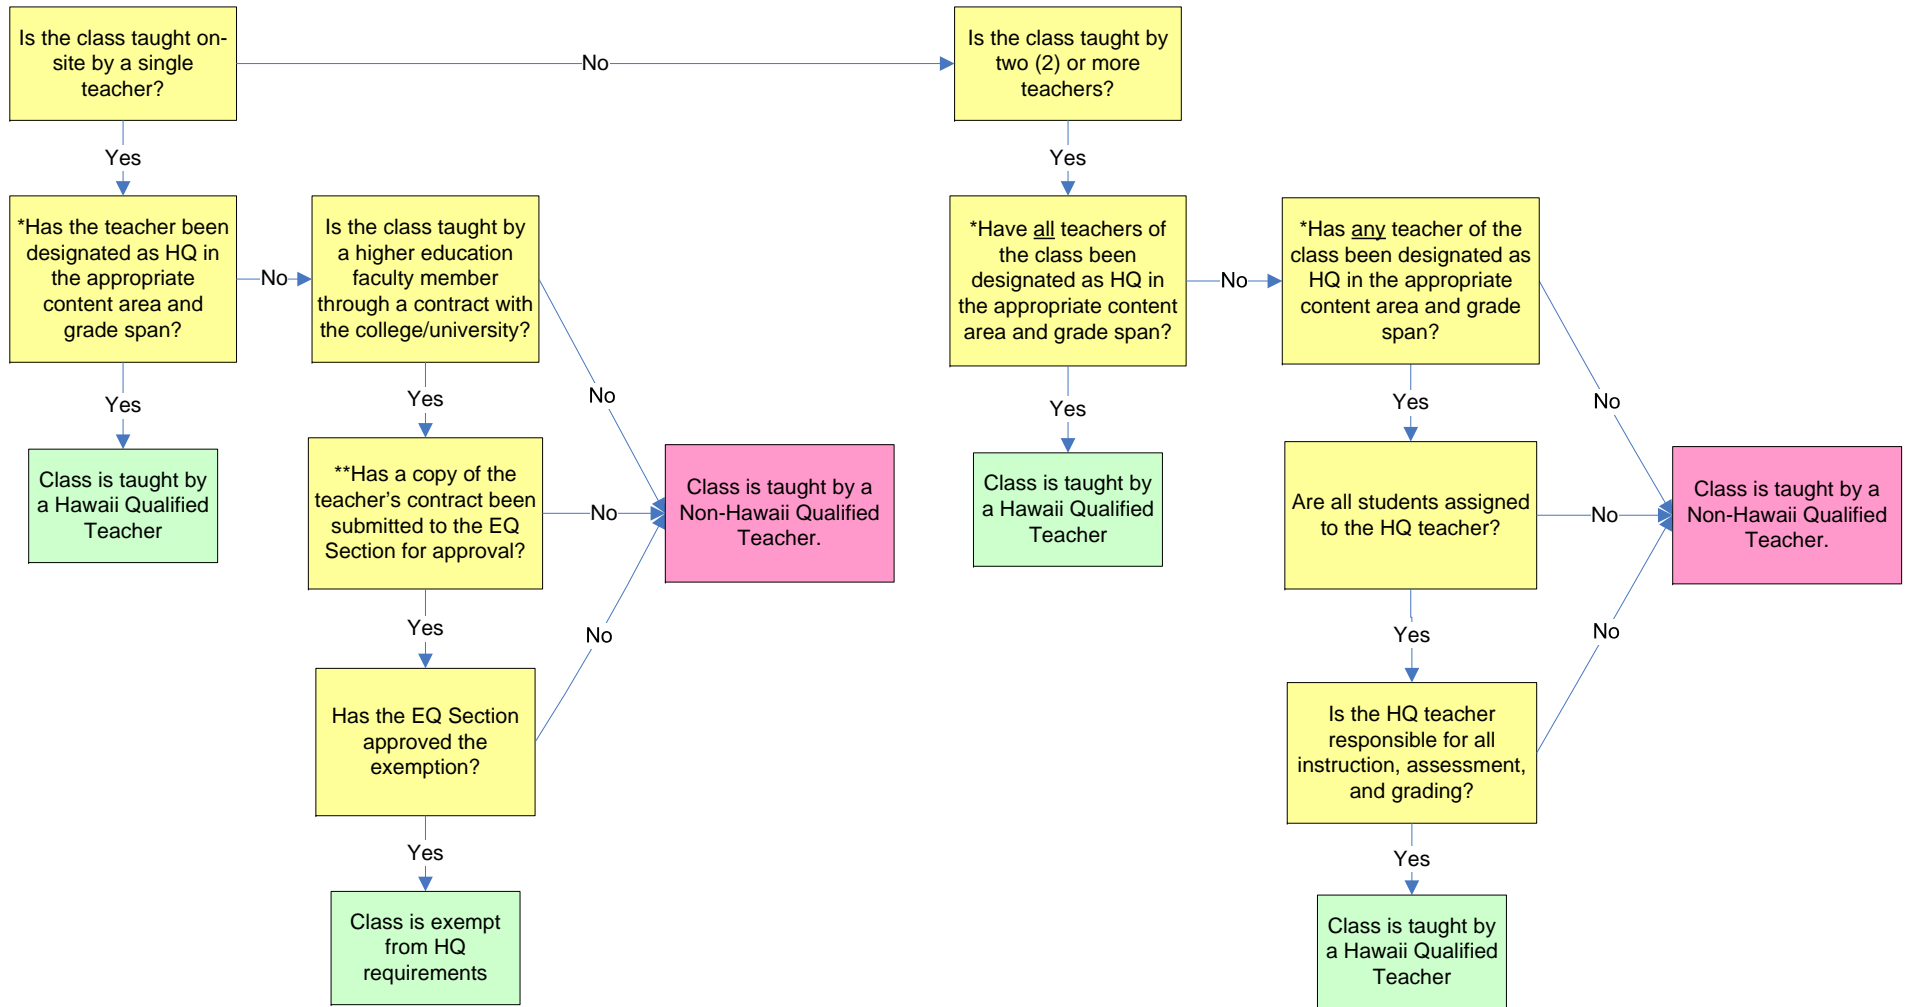 Is the class taught on-
site by a single
teacher?
No
Is the class taught by
two (2) or more
teachers?
Yes
Yes
*Has the teacher been
designated as HQ in
the appropriate
content area and
grade span?
No
Is the class taught by
a higher education
faculty member
through a contract with
the college/university?
*Have all teachers of
the class been
designated as HQ in
the appropriate content
area and grade span?
No
*Has any teacher of the
class been designated as
HQ in the appropriate
content area and grade
span?
Yes
Yes
No
Yes
Yes
No
Class is taught by
a Hawaii Qualified
Teacher
**Has a copy of the
teacher's contract been
submitted to the EQ
Section for approval?
No
Class is taught by a
Non-Hawaii Qualified
Teacher.
Class is taught by
a Hawaii Qualified
Teacher
Are all students assigned
to the HQ teacher?
No
Class is taught by a
Non-Hawaii Qualified
Teacher.
Yes
No
Yes
No
Has the EQ Section
approved the
exemption?
Is the HQ teacher
responsible for all
instruction, assessment,
and grading?
Yes
Yes
Class is exempt
from HQ
requirements
Class is taught by
a Hawaii Qualified
Teacher